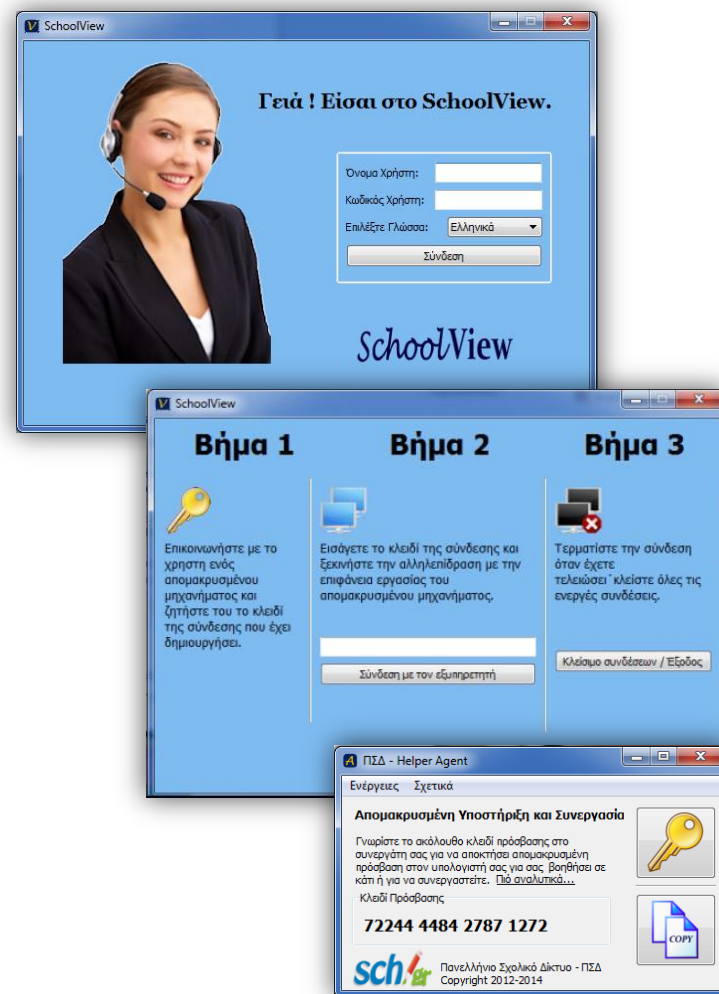 SchoolView
Γειά ! Είσαι στο SchoolView.
Όνομα Χρήστη:
Κωδικός Χρήστη:
Επιλέξτε Γλώσσα: Ελληνικά
Σύνδεση
SchoolView
SchoolView
Βήμα 1
Επικοινωνήστε με το
χρηστη ενός
απομακρυσμένου
μηχανήματος και
ζητήστε του το κλειδί
της σύνδεσης που έχει
δημιουργήσει.
Βήμα 2
Εισάγετε το κλειδί της σύνδεσης και
ξεκινήστε την αλληλεπίδραση με την
επιφάνεια εργασίας του
απομακρυσμένου μηχανήματος.
Σύνδεση με τον εξυπηρετητή
Βήμα 3
Τερματίστε την σύνδεση
όταν έχετε
τελειώσει˙κλείστε όλες τις
ενεργές συνδέσεις.
Κλείσιμο συνδέσεων / Έξοδος
ΠΣΔ - Helper Agent
Ενέργειες Σχετικά
Απομακρυσμένη Υποστήριξη και Συνεργασία
Γνωρίστε το ακόλουθο κλειδί πρόσβασης στο
συνεργάτη σας για να αποκτήσει απομακρυσμένη
πρόσβαση στον υπολογιστή σας για σας βοηθήσει σε
κάτι ή για να συνεργαστείτε. Πιό αναλυτικά...
Κλειδί Πρόσβασης
72244 4484 2787 1272
COPY
sch.gr
Πανελλήνιο Σχολικό Δίκτυο - ΠΣΔ
Copyright 2012-2014